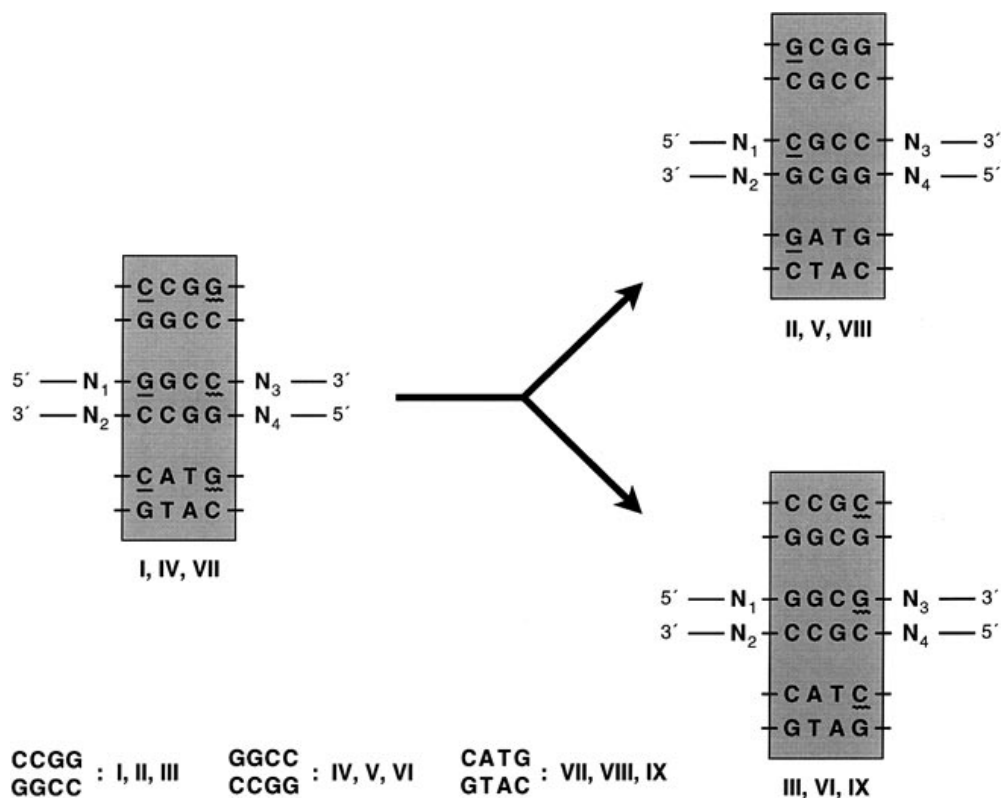 GCGG
CGCC
5´ N1 CGCC N3 3´
3´ N2 GCGG N4 5´
GATG
CTAC
II, V, VIII
CCGG
GGCC
5´ N1 GGCC N3 3´
3´ N2 CCGG N4 5´
CATG
GTAC
I, IV, VII
CCGC
GGCG
5´ N1 GGCG N3 3´
3´ N2 CCGC N4 5´
CATC
GTAG
III, VI, IX
CCGG
GGCC
: I, II, III
GGCC
CCGG
: IV, V, VI
CATG
GTAC
: VII, VIII, IX